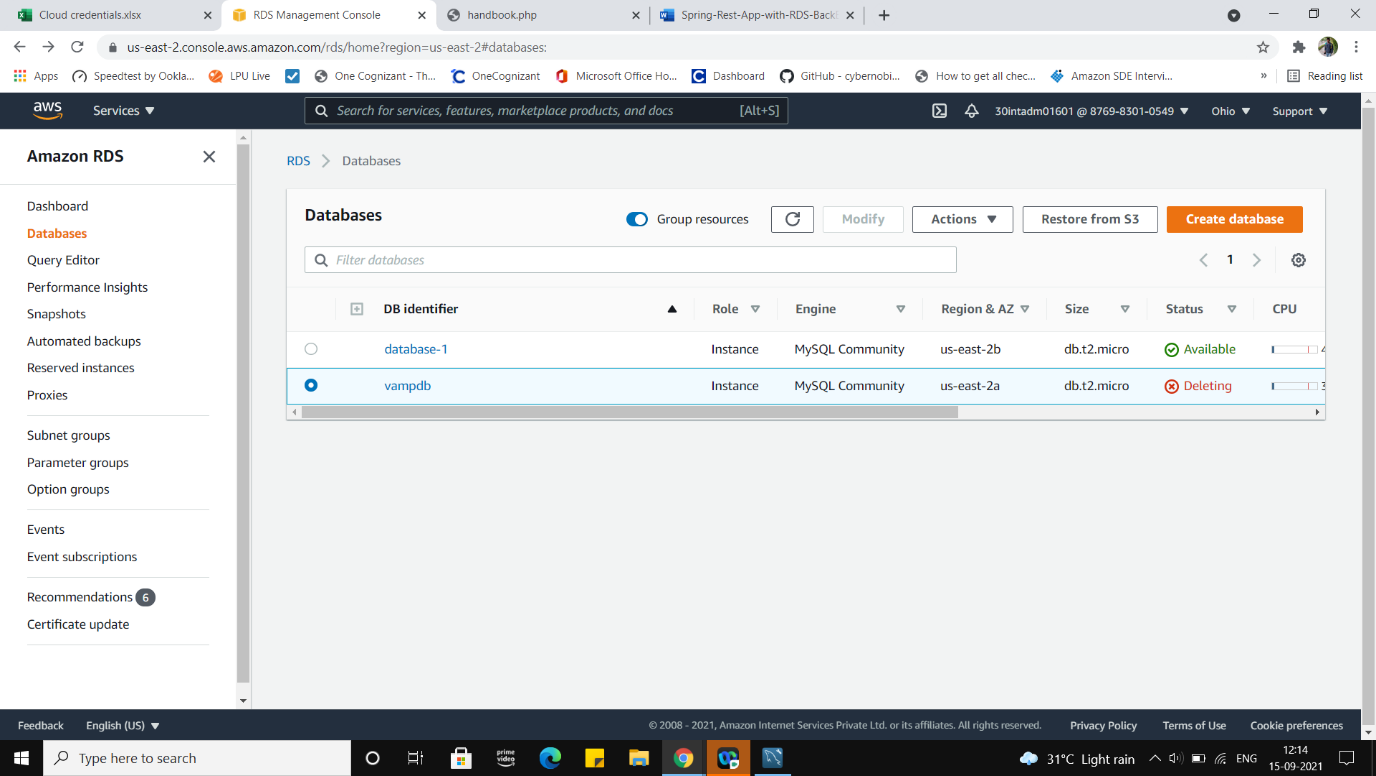 Cloud credentials.xlsx
RDS Management Console
handbook.php
Spring-Rest-App-with-RDS-Back
us-east-2.console.aws.amazon.com/rds/home?region=us-east-2#databases:
Apps
Speedtest by Ookla...
LPU Live
One Cognizant - Th...
OneCognizant
Microsoft Office Ho...
Dashboard
GitHub - cybernobi...
How to get all chec...
Amazon SDE Intervi...
»
Reading list
aws
Services
Search for services, features, marketplace products, and docs
[Alt+S]
30intadm01601 @ 8769-8301-0549
Ohio
Support
Amazon RDS
Dashboard
Databases
Query Editor
Performance Insights
Snapshots
Automated backups
Reserved instances
Proxies
Subnet groups
Parameter groups
Option groups
Events
Event subscriptions
Recommendations 6
Certificate update
RDS > Databases
Databases
Group resources
Modify
Actions
Restore from S3
Create database
Filter databases
1
DB identifier Role Engine Region & AZ Size Status CPU
database-1 Instance MySQL Community us-east-2b db.t2.micro Available
vampdb Instance MySQL Community us-east-2a db.t2.micro Deleting
Feedback
English (US)
© 2008 - 2021, Amazon Internet Services Private Ltd. or its affiliates. All rights reserved.
Privacy Policy
Terms of Use
Cookie preferences
Type here to search
prime video
31°C Light rain
ENG
12:14
15-09-2021